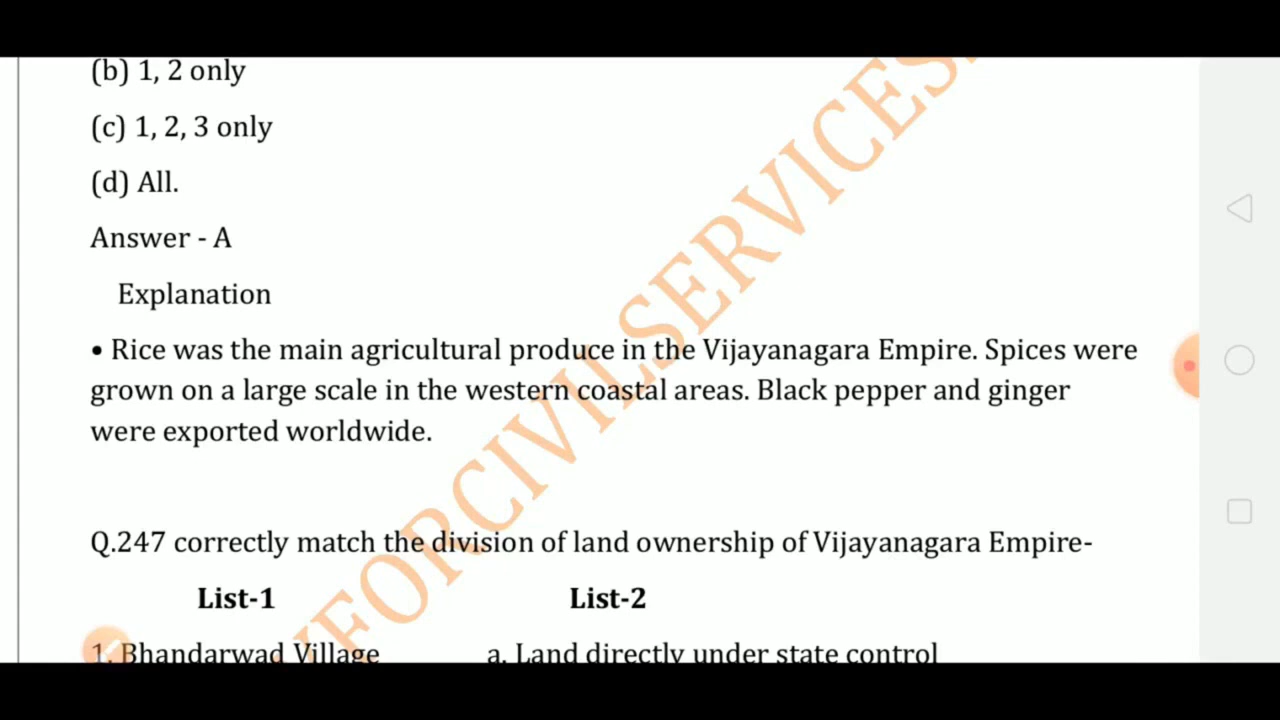 (b) 1, 2 only
(c) 1, 2, 3 only
(d) All.
Answer - A
Explanation
• Rice was the main agricultural produce in the Vijayanagara Empire. Spices were
grown on a large scale in the western coastal areas. Black pepper and ginger
were exported worldwide.
Q.247 correctly match the division of land ownership of Vijayanagara Empire-
List-1 List-2
1. Bhandarwad Village a. Land directly under state control
FORCIVILSERVICES